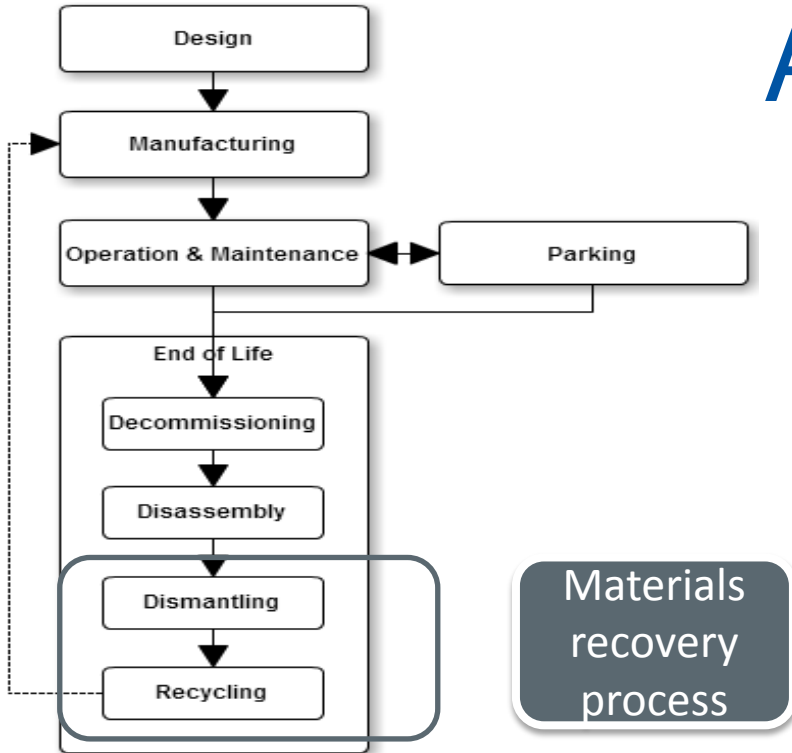 A
Design
Manufacturing
Operation & Maintenance
Parking
End of Life
Decommissioning
Disassembly
Dismantling
Recycling
Materials
recovery
process